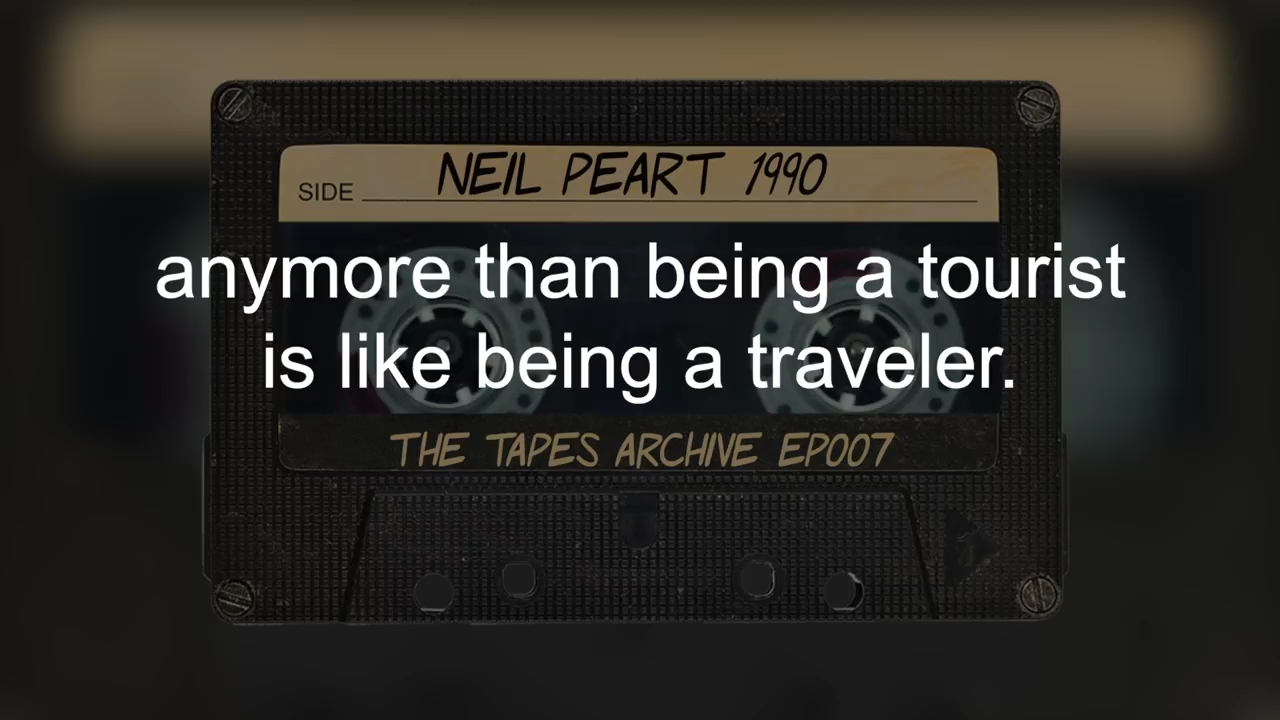 NEIL PEART 1990
SIDE
anymore than being a tourist
is like being a traveler.
THE TAPES ARCHIVE EP007